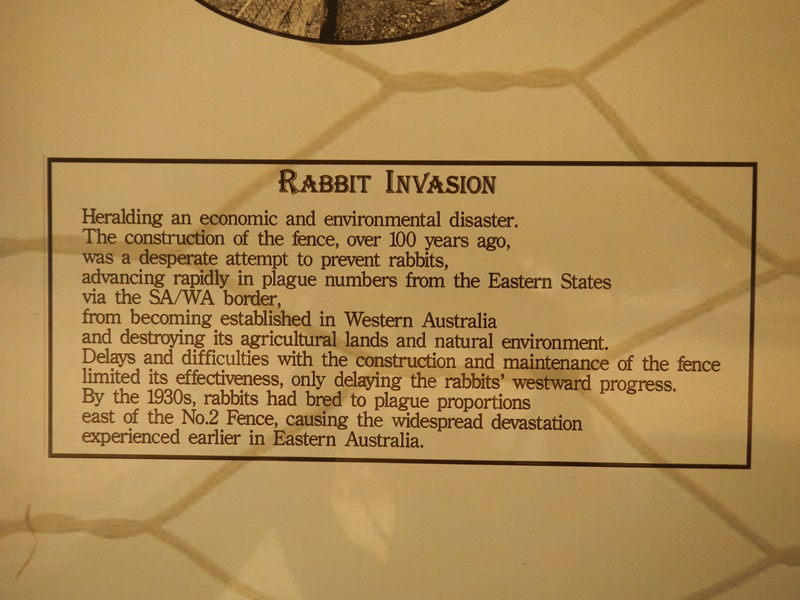 RABBIT INVASION
Heralding an economic and environmental disaster.
The construction of the fence, over 100 years ago,
was a desperate attempt to prevent rabbits,
advancing rapidly in plague numbers from the Eastern States
via the SA/WA border,
from becoming established in Western Australia
and destroying its agricultural lands and natural environment.
Delays and difficulties with the construction and maintenance of the fence
limited its effectiveness, only delaying the rabbits' westward progress.
By the 1930s, rabbits had bred to plague proportions
east of the No.2 Fence, causing the widespread devastation
experienced earlier in Eastern Australia.